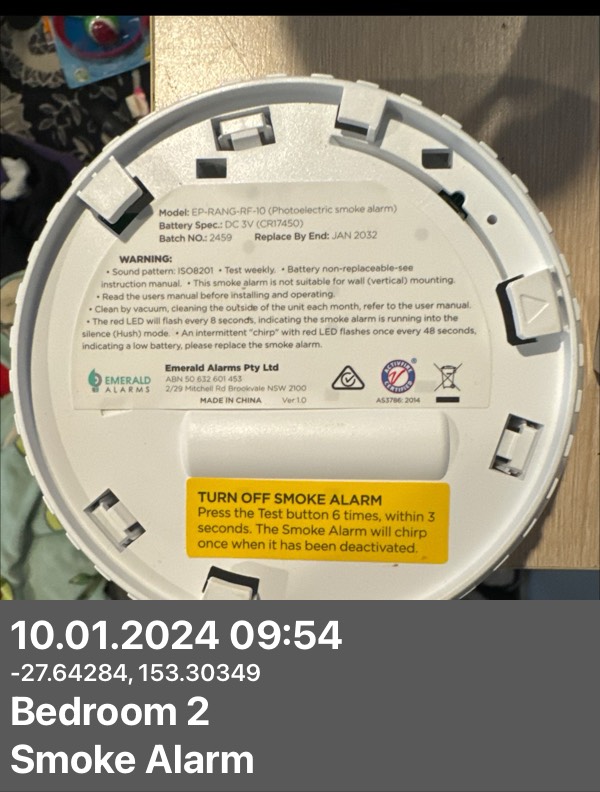 Model: EP-RANG-RF-10 (Photoelectric smoke alarm)
Battery Spec.: DC 3V (CR17450)
Batch NO.: 2459 Replace By End: JAN 2032
WARNING:
• Sound pattern: ISO8201 • Test weekly. • Battery non-replaceable-see
instruction manual. • This smoke alarm is not suitable for wall (vertical) mounting.
• Read the users manual before installing and operating.
• Clean by vacuum, cleaning the outside of the unit each month, refer to the user manual.
• The red LED will flash every 8 seconds, indicating the smoke alarm is running into the
silence (Hush) mode. • An intermittent "chirp" with red LED flashes once every 48 seconds,
indicating a low battery, please replace the smoke alarm.
EMERALD
ALARMS
Emerald Alarms Pty Ltd
ABN 50 632 601 453
2/29 Mitchell Rd Brookvale NSW 2100
MADE IN CHINA Ver1.0
ACTIVFIRE
CERTIFIED
AS3786: 2014
TURN OFF SMOKE ALARM
Press the Test button 6 times, within 3
seconds. The Smoke Alarm will chirp
once when it has been deactivated.
10.01.2024 09:54
-27.64284, 153.30349
Bedroom 2
Smoke Alarm